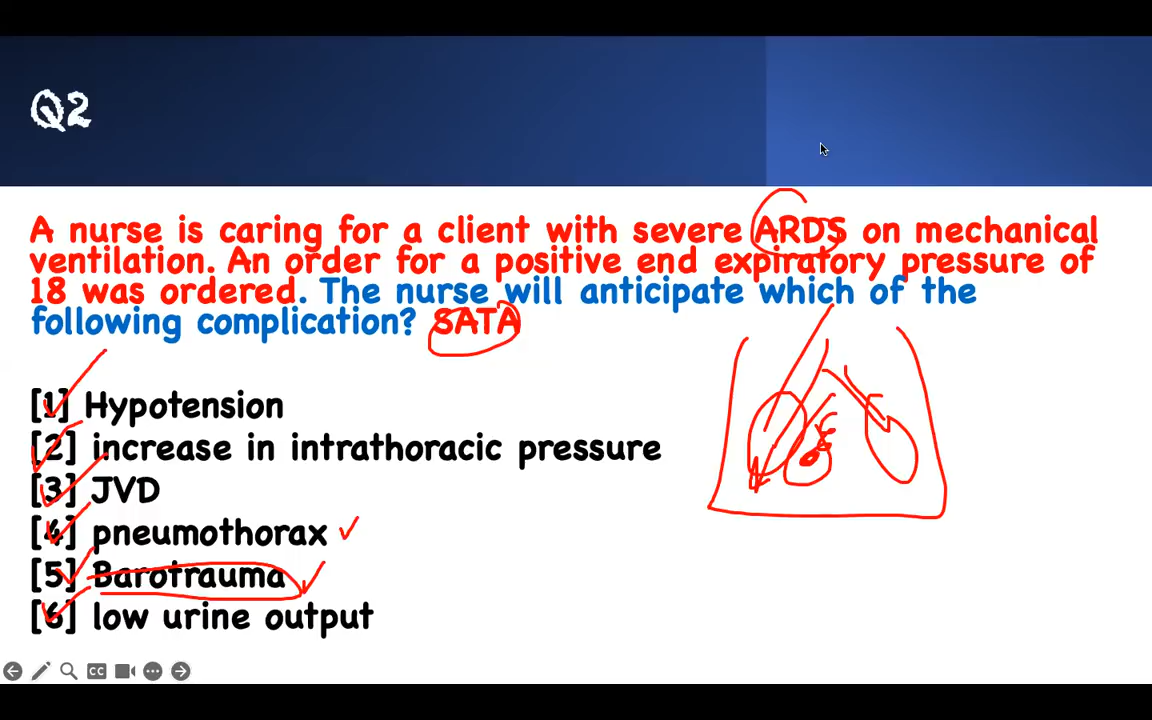 Q2
A nurse is caring for a client with severe ARDS on mechanical
ventilation. An order for a positive end expiratory pressure of
18 was ordered. The nurse will anticipate which of the
following complication? SATA
[1] Hypotension
[2] increase in intrathoracic pressure
[3] JVD
[4] pneumothorax
[5] Barotrauma
[6] low urine output
CC